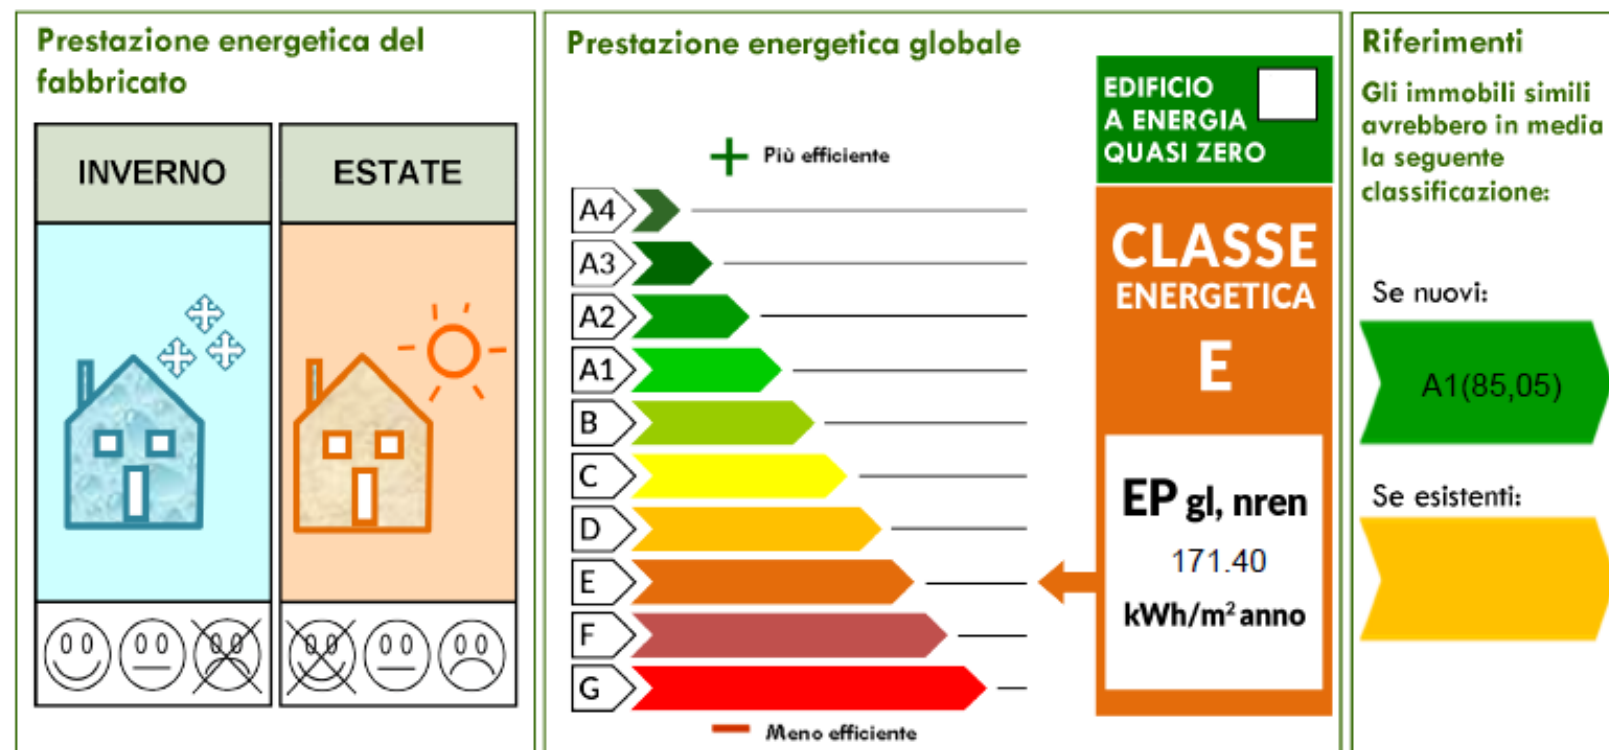 Prestazione energetica del
fabbricato
INVERNO
ESTATE
Prestazione energetica globale
Più efficiente
A4
A3
A2
A1
B
C
D
E
F
G
Meno efficiente
EDIFICIO
A ENERGIA
QUASI ZERO
CLASSE
ENERGETICA
E
EP gl, nren
171.40
kWh/m² anno
Riferimenti
Gli immobili simili
avrebbero in media
la seguente
classificazione:
Se nuovi:
A1(85,05)
Se esistenti: